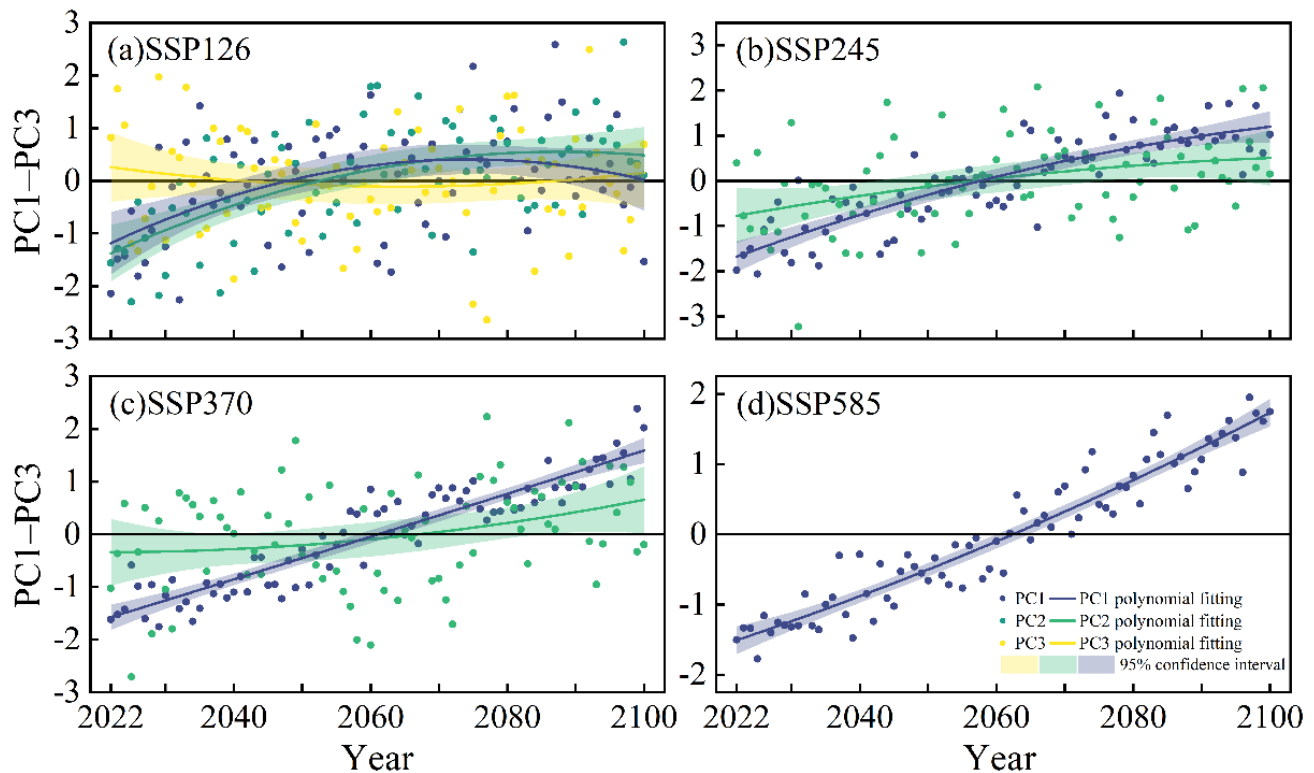 (a)SSP126
(b)SSP245
3
2
1
0
-1
-2
-3
3
2
1
0
-1
-2
-3
PC1–PC3
(c)SSP370
(d)SSP585
3
2
1
0
-1
-2
-3
2
1
0
-1
-2
PC1–PC3
PC1 PC1 polynomial fitting
PC2 PC2 polynomial fitting
PC3 PC3 polynomial fitting
95% confidence interval
2022 2040 2060 2080 2100
2022 2040 2060 2080 2100
Year
Year